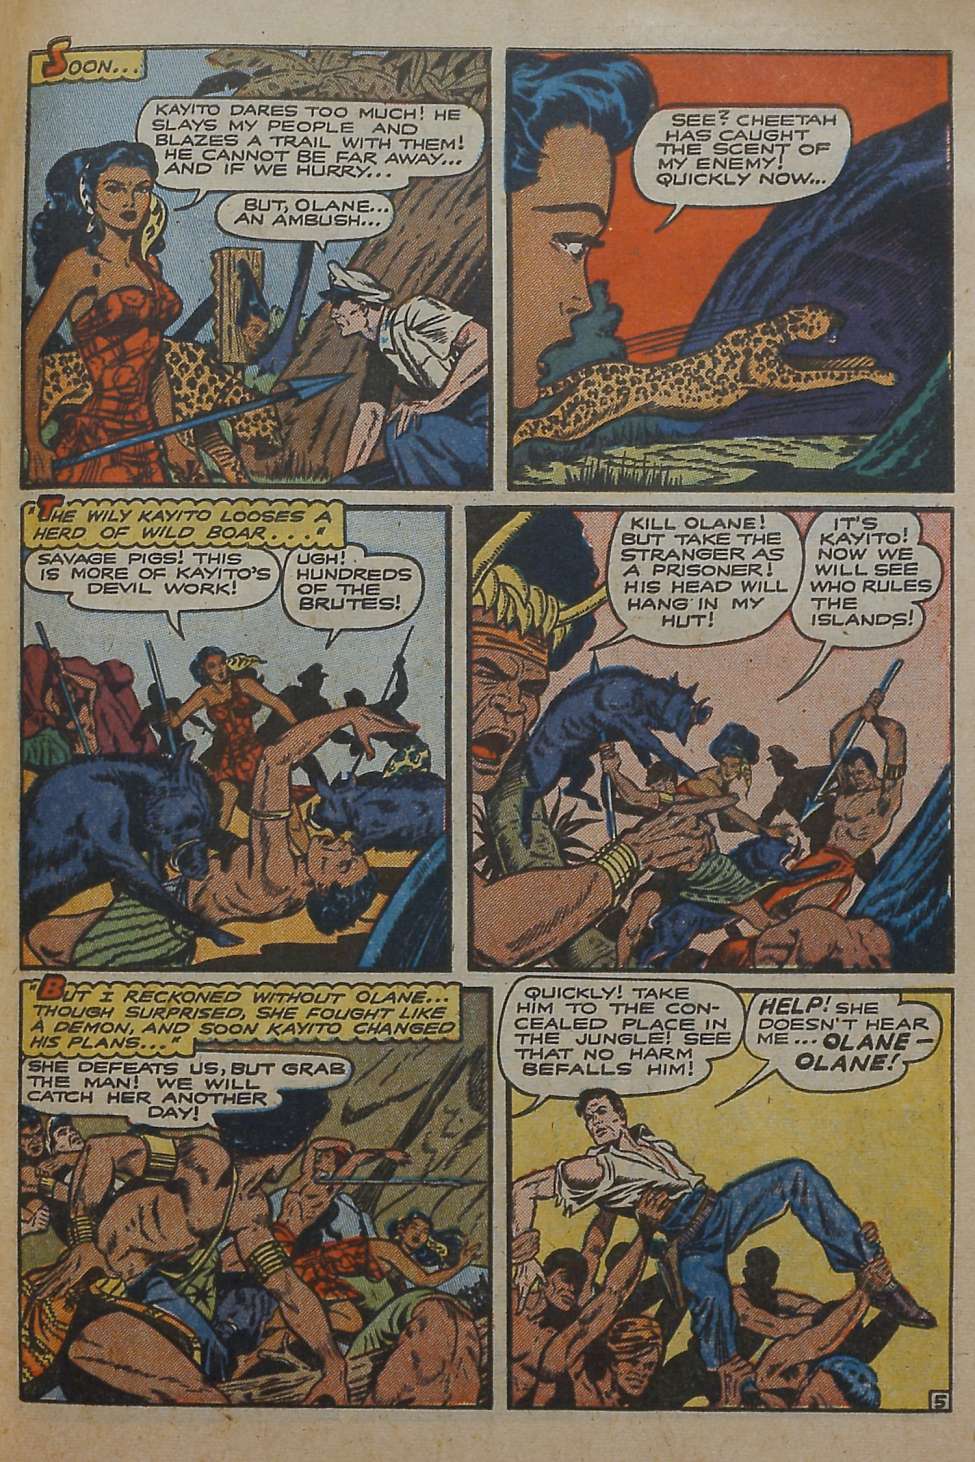 SOON...
KAYITO DARES TOO MUCH! HE
SLAYS MY PEOPLE AND
BLAZES A TRAIL WITH THEM!
HE CANNOT BE FAR AWAY...
AND IF WE HURRY...
BUT, OLANE...
AN AMBUSH...
SEE? CHEETAH
HAS CAUGHT
THE SCENT OF
MY ENEMY!
QUICKLY NOW...
"THE WILY KAYITO LOOSES A
HERD OF WILD BOAR...."
SAVAGE PIGS! THIS
IS MORE OF KAYITO'S
DEVIL WORK!
UGH!
HUNDREDS
OF THE
BRUTES!
KILL OLANE!
BUT TAKE THE
STRANGER AS
A PRISONER!
HIS HEAD WILL
HANG IN MY
HUT!
IT'S
KAYITO!
NOW WE
WILL SEE
WHO RULES
THE
ISLANDS!
"BUT I RECKONED WITHOUT OLANE...
THOUGH SURPRISED, SHE FOUGHT LIKE
A DEMON, AND SOON KAYITO CHANGED
HIS PLANS..."
SHE DEFEATS US, BUT GRAB
THE MAN! WE WILL
CATCH HER ANOTHER
DAY!
QUICKLY! TAKE
HIM TO THE CON-
CEALED PLACE IN
THE JUNGLE! SEE
THAT NO HARM
BEFALLS HIM!
HELP! SHE
DOESN'T HEAR
ME... OLANE-
OLANE!
5